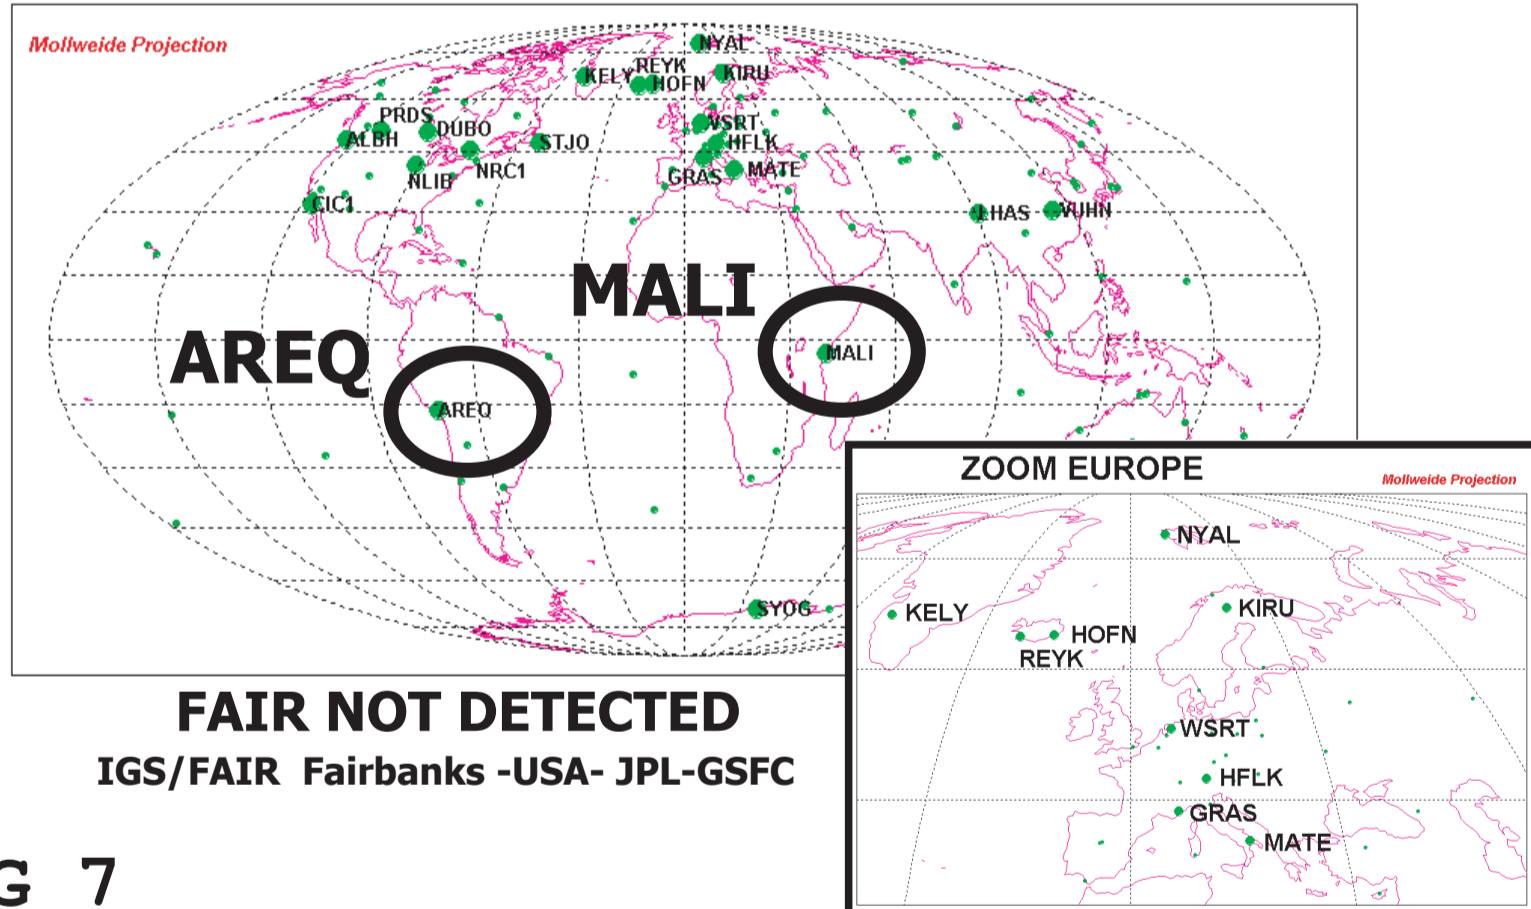 Mollweide Projection
NYAL
KELY
REYK
HOFN
KIRU
PRDS
ALBH
DUBO
STJO
WSRT
HFLK
NLIB
NRC1
GRAS
MATE
CIC1
LHAS
WUHN
MALI
MALI
AREQ
AREQ
SYOG
FAIR NOT DETECTED
IGS/FAIR Fairbanks -USA- JPL-GSFC
G 7
ZOOM EUROPE
Mollweide Projection
NYAL
KELY
KIRU
HOFN
REYK
WSRT
HFLK
GRAS
MATE